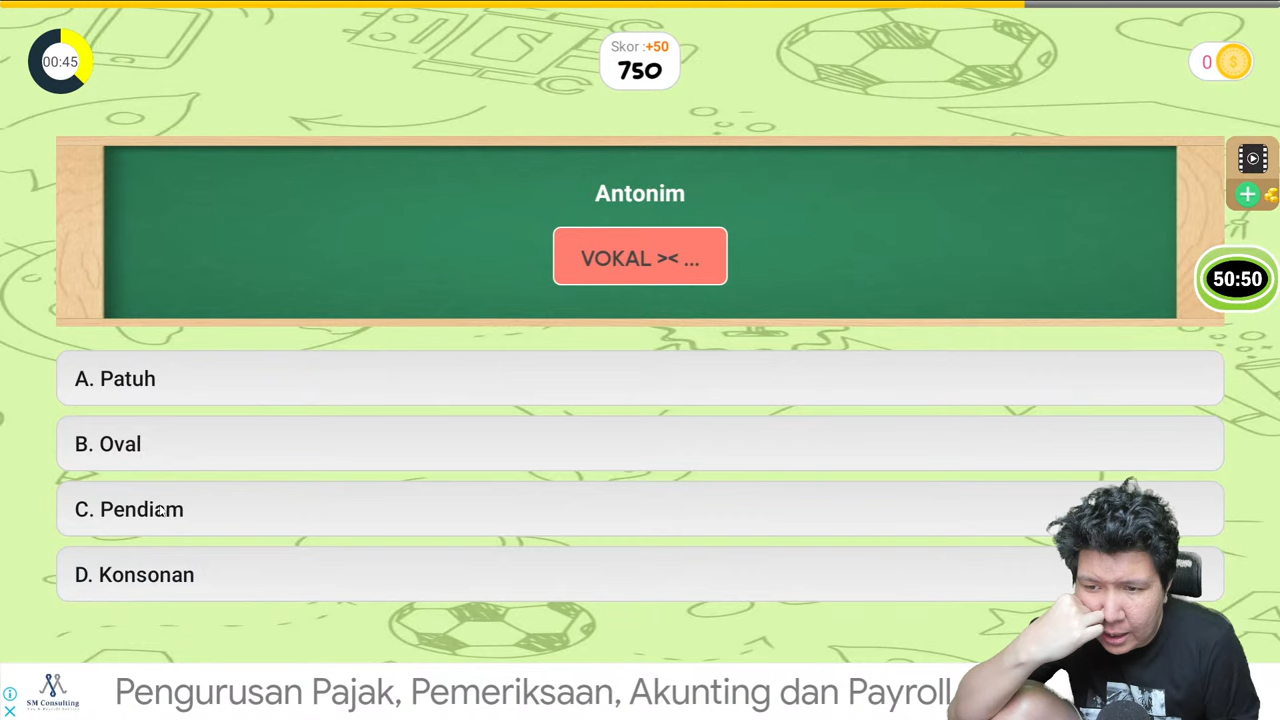 00:45
Skor :+50
750
0
Antonim
VOKAL >< ...
50:50
A. Patuh
B. Oval
C. Pendiam
D. Konsonan
SM Consulting
Pengurusan Pajak, Pemeriksaan, Akunting dan Payroll